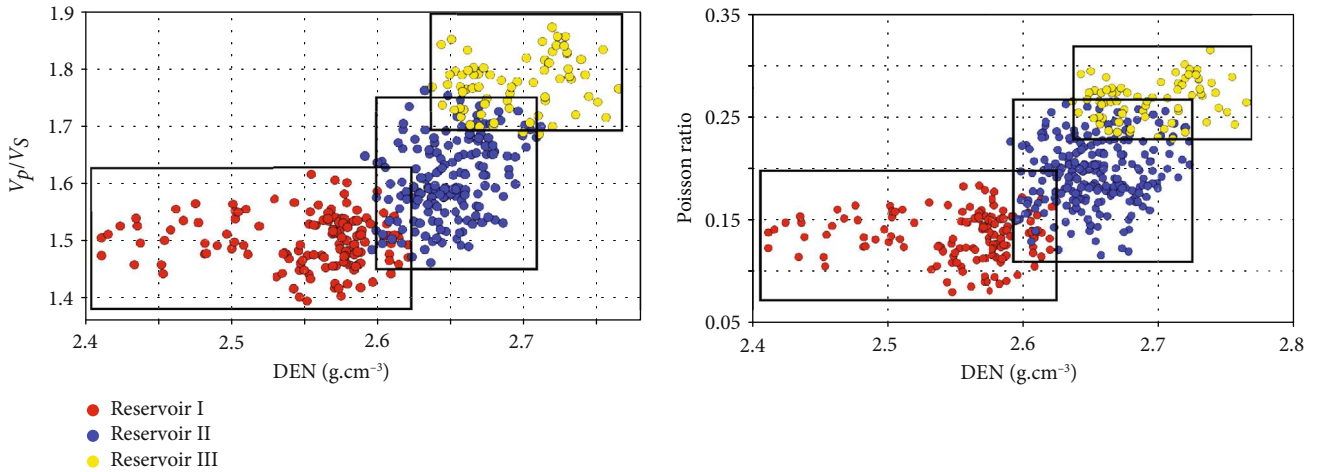 1.9
1.8
1.7
1.6
1.5
1.4
Vp/VS
2.4 2.5 2.6 2.7
DEN (g.cm⁻³)
Reservoir I
Reservoir II
Reservoir III
0.35
0.25
0.15
0.05
Poisson ratio
2.4 2.5 2.6 2.7 2.8
DEN (g.cm⁻³)